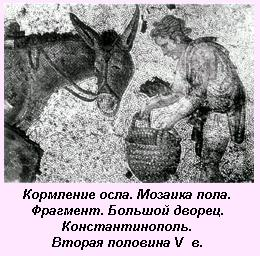 Кормление осла. Мозаика пола.
Фрагмент. Большой дворец.
Константинополь.
Вторая половина V в.